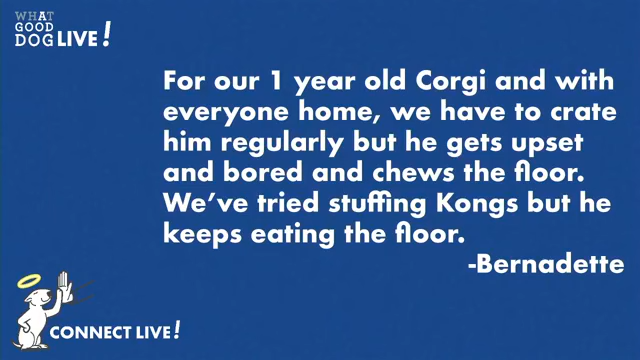 WHAT
GOOD
DOG LIVE!
For our 1 year old Corgi and with
everyone home, we have to crate
him regularly but he gets upset
and bored and chews the floor.
We’ve tried stuffing Kongs but he
keeps eating the floor.
-Bernadette
CONNECT LIVE!